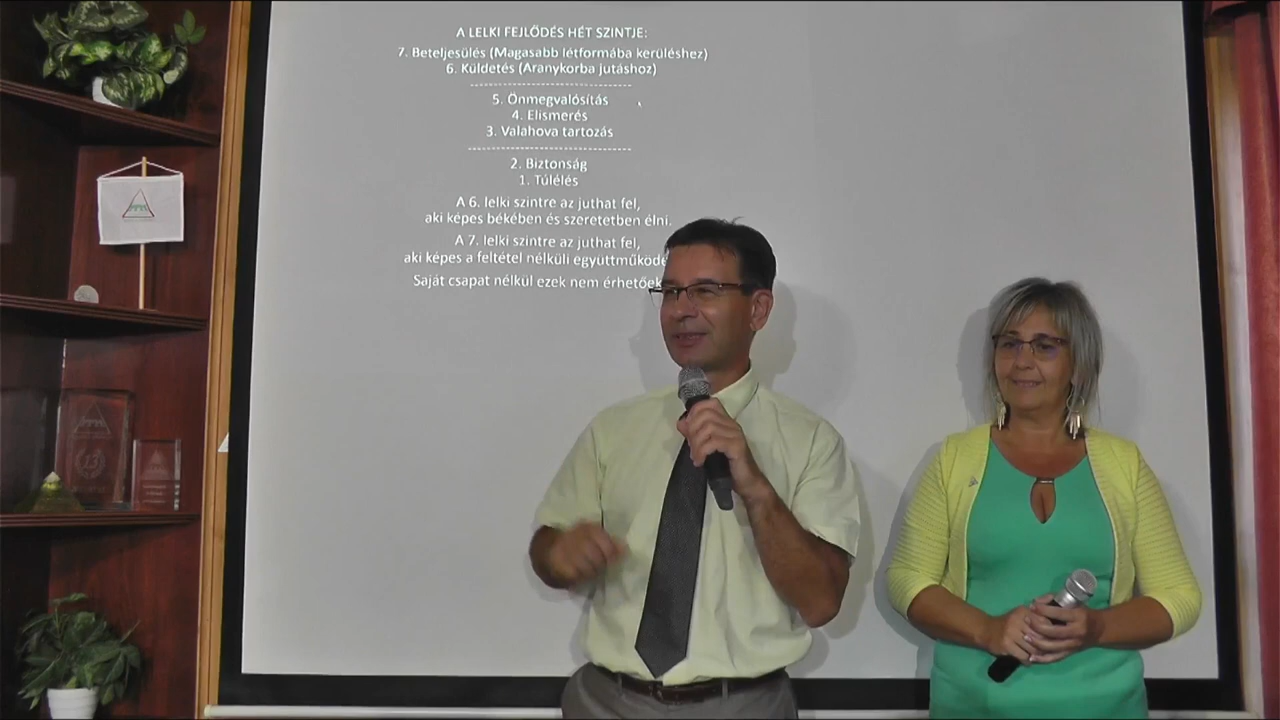 A LELKI FEJLŐDÉS HÉT SZINTJE:
7. Beteljesülés (Magasabb létformába kerüléshez)
6. Küldetés (Aranykorba jutáshoz)
5. Önmegvalósítás
4. Elismerés
3. Valahova tartozás
2. Biztonság
1. Túlélés
A 6. lelki szintre az juthat fel,
aki képes békében és szeretetben élni.
A 7. lelki szintre az juthat fel,
aki képes a feltétel nélküli együttműköde
Saját csapat nélkül ezek nem érhetőek